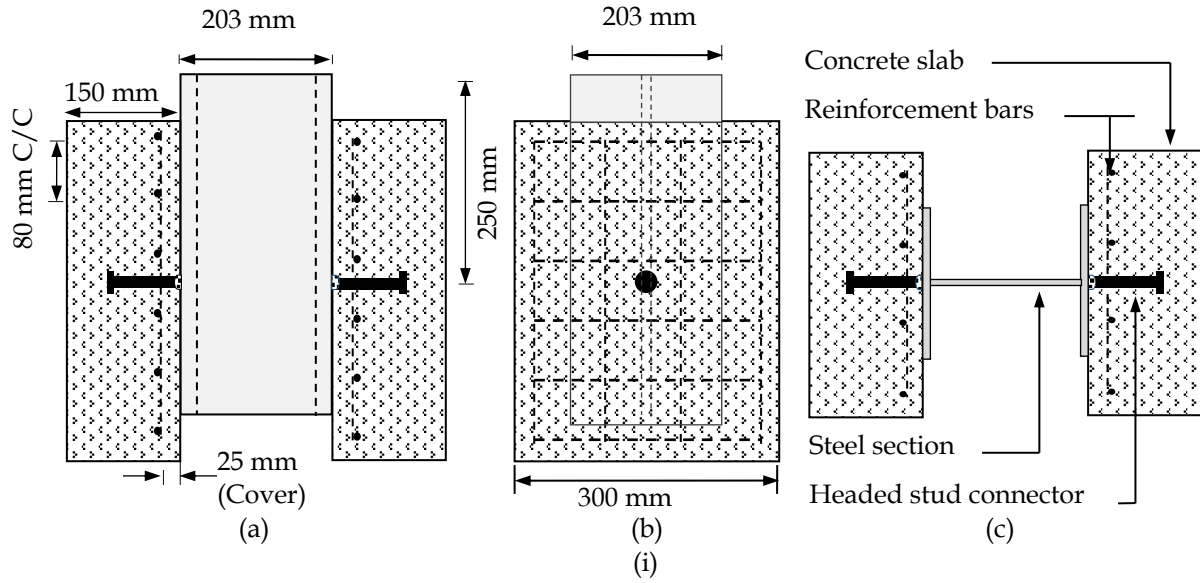 203 mm
150 mm
80 mm C/C
25 mm
(Cover)
(a)
203 mm
250 mm
300 mm
(b)
(i)
Concrete slab
Reinforcement bars
Steel section
Headed stud connector
(c)